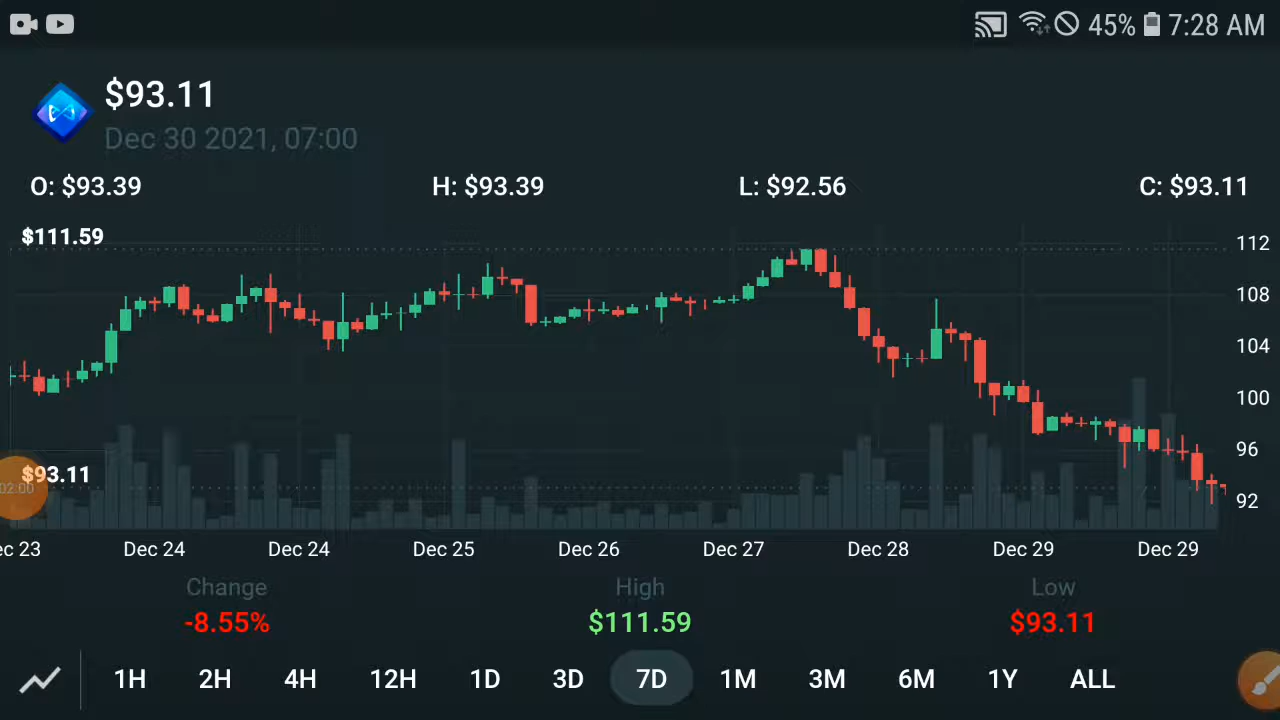 45% 7:28 AM
$93.11
Dec 30 2021, 07:00
O: $93.39 H: $93.39 L: $92.56 C: $93.11
$111.59
112
108
104
100
96
$93.11
02:00
92
ec 23 Dec 24 Dec 24 Dec 25 Dec 26 Dec 27 Dec 28 Dec 29 Dec 29
Change High Low
-8.55% $111.59 $93.11
1H 2H 4H 12H 1D 3D 7D 1M 3M 6M 1Y ALL